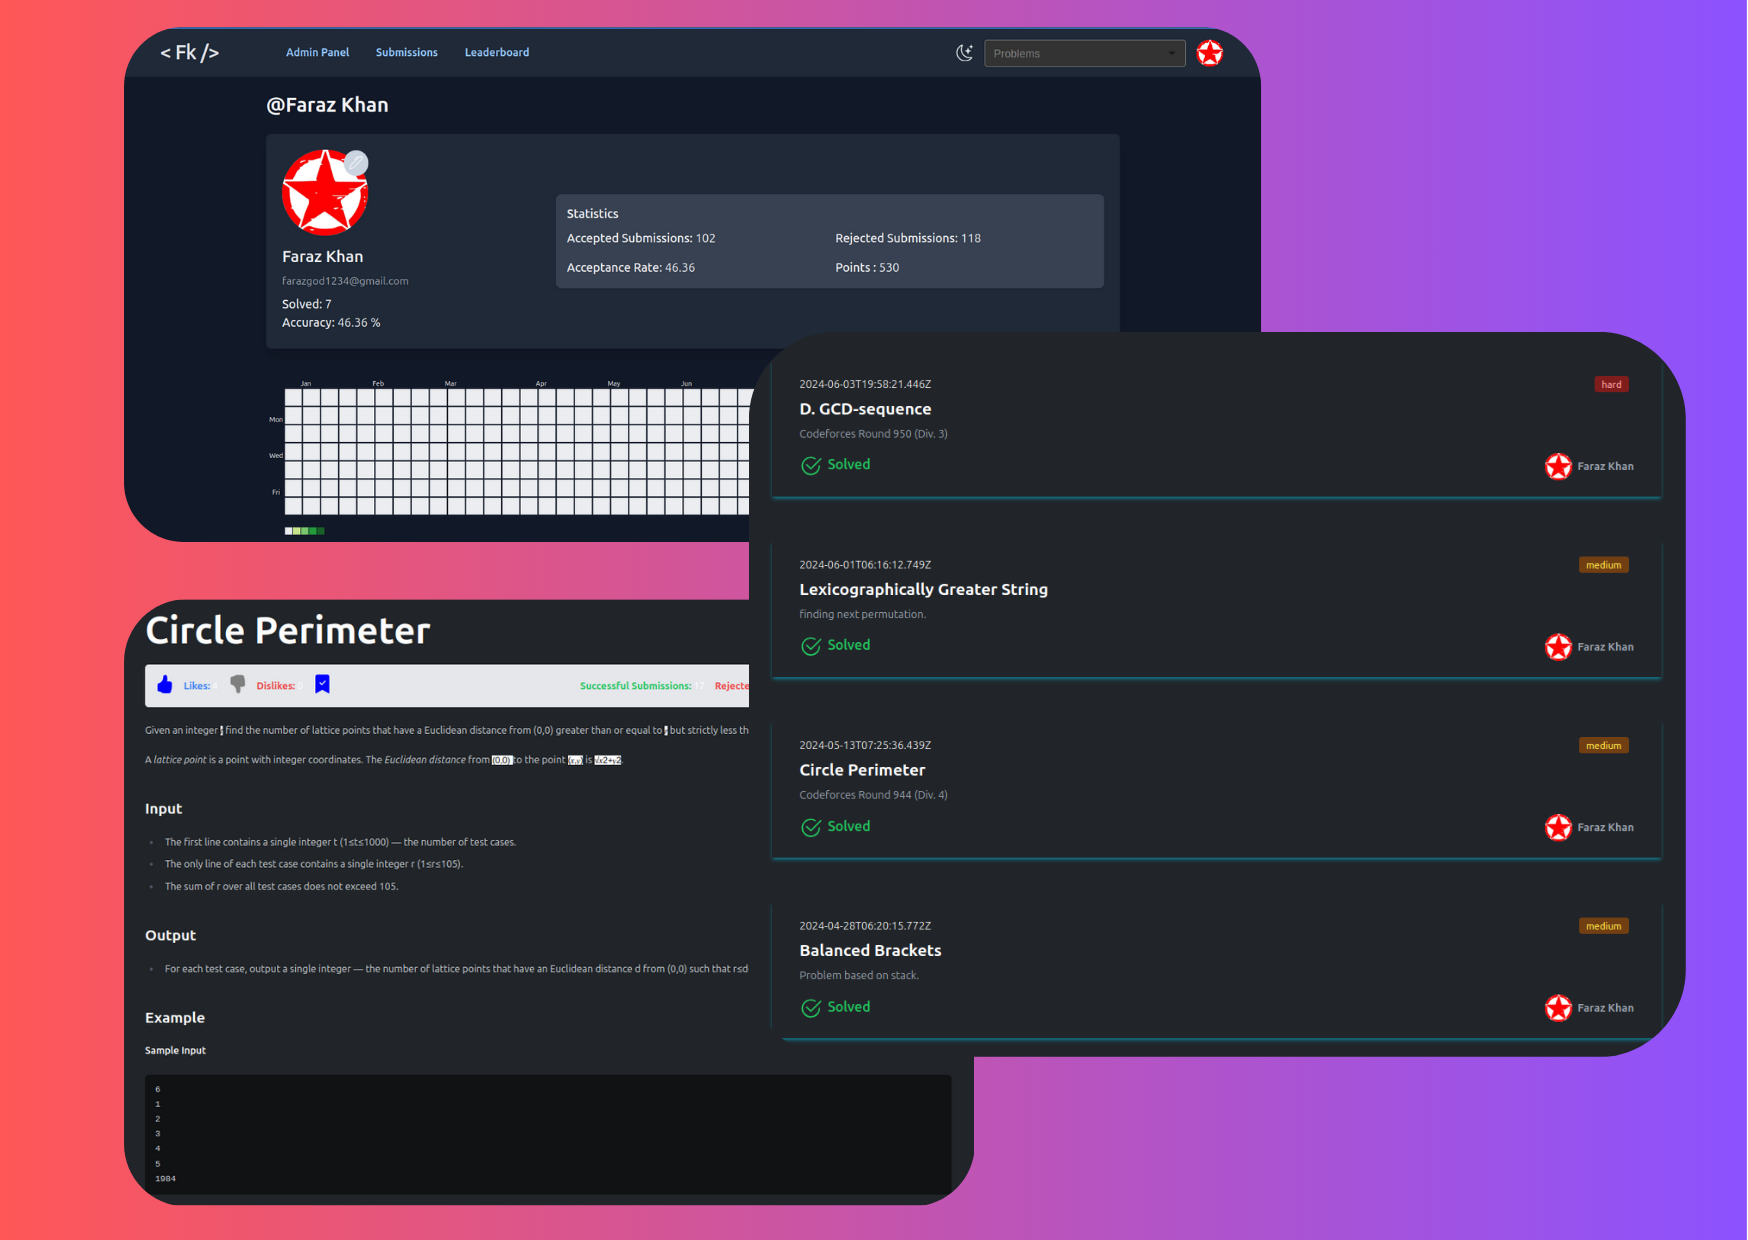 < Fk />
Admin Panel Submissions Leaderboard
Problems
@Faraz Khan
Faraz Khan
farazgod1234@gmail.com
Solved: 7
Accuracy: 46.36 %
Statistics
Accepted Submissions: 102 Rejected Submissions: 118
Acceptance Rate: 46.36 Points : 530
Jan Feb Mar Apr May Jun
Mon
Wed
Fri
2024-06-03T19:58:21.446Z hard
D. GCD-sequence
Codeforces Round 950 (Div. 3)
Solved Faraz Khan
2024-06-01T06:16:12.749Z medium
Lexicographically Greater String
finding next permutation.
Solved Faraz Khan
2024-05-13T07:25:36.439Z medium
Circle Perimeter
Codeforces Round 944 (Div. 4)
Solved Faraz Khan
2024-04-28T06:20:15.772Z medium
Balanced Brackets
Problem based on stack.
Solved Faraz Khan
Circle Perimeter
Likes: Dislikes: Successful Submissions: Rejecte
Given an integer find the number of lattice points that have a Euclidean distance from (0,0) greater than or equal to but strictly less th
A lattice point is a point with integer coordinates. The Euclidean distance from (0,0) to the point is
Input
The first line contains a single integer t (1≤t≤1000) — the number of test cases.
The only line of each test case contains a single integer r (1≤r≤105).
The sum of r over all test cases does not exceed 105.
Output
For each test case, output a single integer — the number of lattice points that have an Euclidean distance d from (0,0) such that r≤d
Example
Sample Input
6
1
2
3
4
5
1984